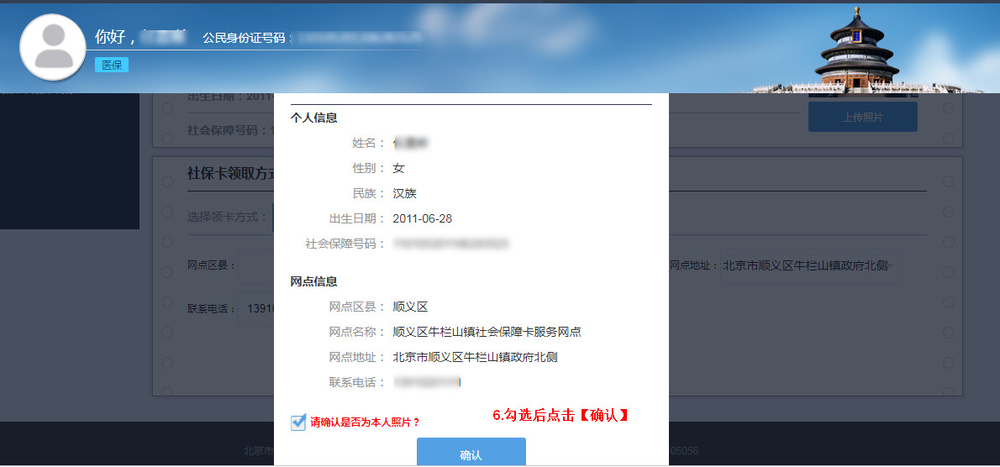 你好，
公民身份证号码：
医保
出生日期：2011-
社会保障号码：1
上传照片
个人信息
姓名：
性别： 女
民族： 汉族
出生日期： 2011-06-28
社会保障号码：
社保卡领取方式
选择领卡方式：
网点区县：
网点地址： 北京市顺义区牛栏山镇政府北侧
联系电话： 1391
网点信息
网点区县： 顺义区
网点名称： 顺义区牛栏山镇社会保障卡服务网点
网点地址： 北京市顺义区牛栏山镇政府北侧
联系电话：
请确认是否为本人照片？
6.勾选后点击【确认】
确认
北京市
05056